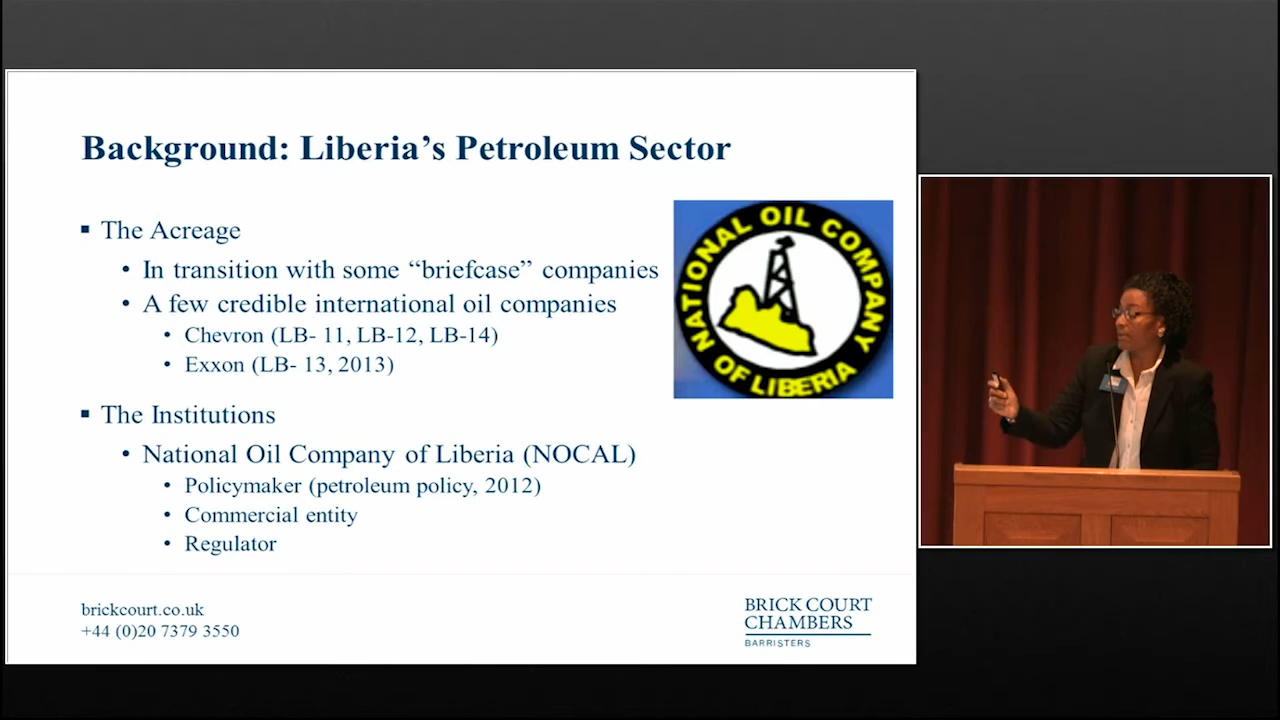 Background: Liberia's Petroleum Sector
▪ The Acreage
• In transition with some “briefcase” companies
• A few credible international oil companies
• Chevron (LB- 11, LB-12, LB-14)
• Exxon (LB- 13, 2013)
▪ The Institutions
• National Oil Company of Liberia (NOCAL)
• Policymaker (petroleum policy, 2012)
• Commercial entity
• Regulator
NATIONAL OIL COMPANY OF LIBERIA
brickcourt.co.uk
+44 (0)20 7379 3550
BRICK COURT
CHAMBERS
BARRISTERS